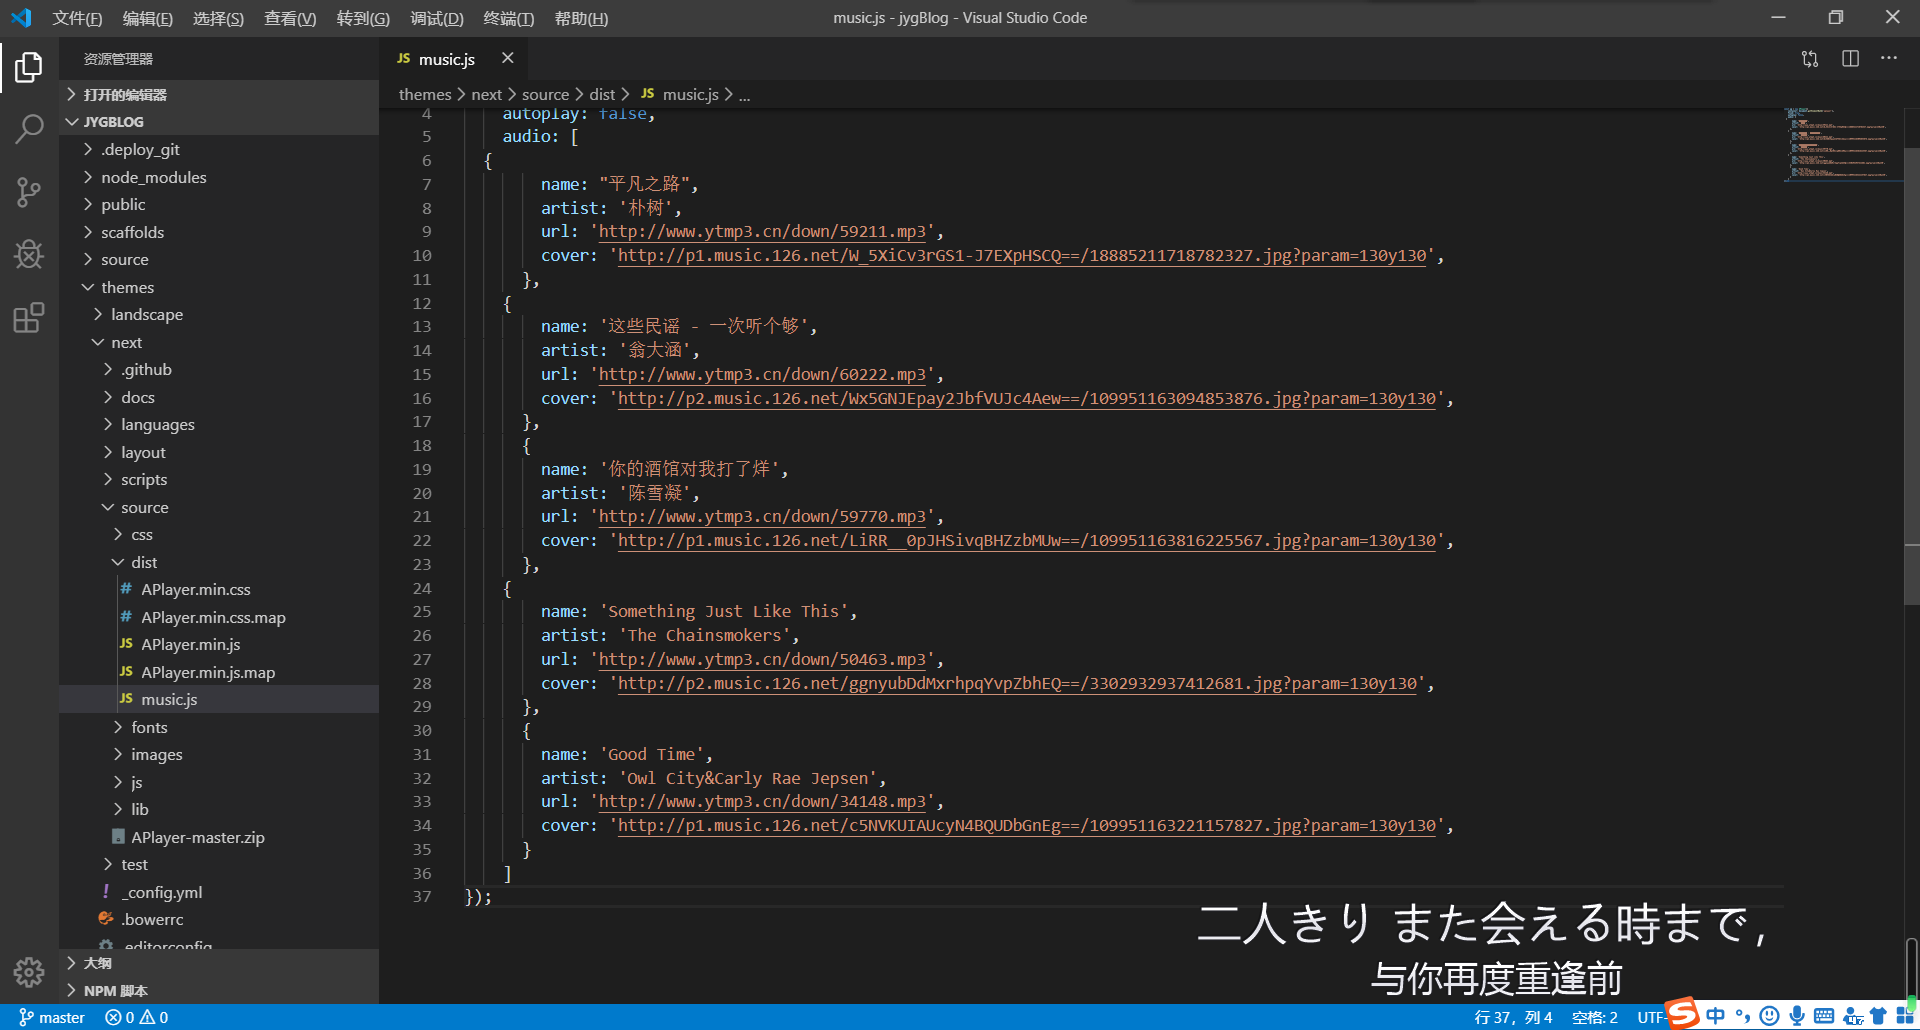 文件(F) 编辑(E) 选择(S) 查看(V) 转到(G) 调试(D) 终端(T) 帮助(H)
music.js - jygBlog - Visual Studio Code
资源管理器
打开的编辑器
JYGBLOG
.deploy_git
node_modules
public
scaffolds
source
themes
landscape
next
.github
docs
languages
layout
scripts
source
css
dist
APlayer.min.css
APlayer.min.css.map
APlayer.min.js
APlayer.min.js.map
music.js
fonts
images
js
lib
APlayer-master.zip
test
_config.yml
.bowerrc
.editorconfig
大纲
NPM 脚本
JS music.js
themes > next > source > dist > JS music.js > ...
4 autoplay: false,
5 audio: [
6 {
7 name: "平凡之路",
8 artist: '朴树',
9 url: 'http://www.ytmp3.cn/down/59211.mp3',
10 cover: 'http://p1.music.126.net/W_5XiCv3rGS1-J7EXpHSCQ==/18885211718782327.jpg?param=130y130',
11 },
12 {
13 name: '这些民谣 - 一次听个够',
14 artist: '翁大涵',
15 url: 'http://www.ytmp3.cn/down/60222.mp3',
16 cover: 'http://p2.music.126.net/Wx5GNJEpay2JbfVUJc4Aew==/109951163094853876.jpg?param=130y130',
17 },
18 {
19 name: '你的酒馆对我打了烊',
20 artist: '陈雪凝',
21 url: 'http://www.ytmp3.cn/down/59770.mp3',
22 cover: 'http://p1.music.126.net/LiRR__0pJHSivqBHZzbMUw==/109951163816225567.jpg?param=130y130',
23 },
24 {
25 name: 'Something Just Like This',
26 artist: 'The Chainsmokers',
27 url: 'http://www.ytmp3.cn/down/50463.mp3',
28 cover: 'http://p2.music.126.net/ggnyubDdMxrhpqYvpZbhEQ==/3302932937412681.jpg?param=130y130',
29 },
30 {
31 name: 'Good Time',
32 artist: 'Owl City&Carly Rae Jepsen',
33 url: 'http://www.ytmp3.cn/down/34148.mp3',
34 cover: 'http://p1.music.126.net/c5NVKUIAUcyN4BQUDbGnEg==/109951163221157827.jpg?param=130y130',
35 }
36 ]
37 });
二人きり また会える時まで,
与你再度重逢前
master 0 0
行 37，列 4 空格: 2 UTF- 中